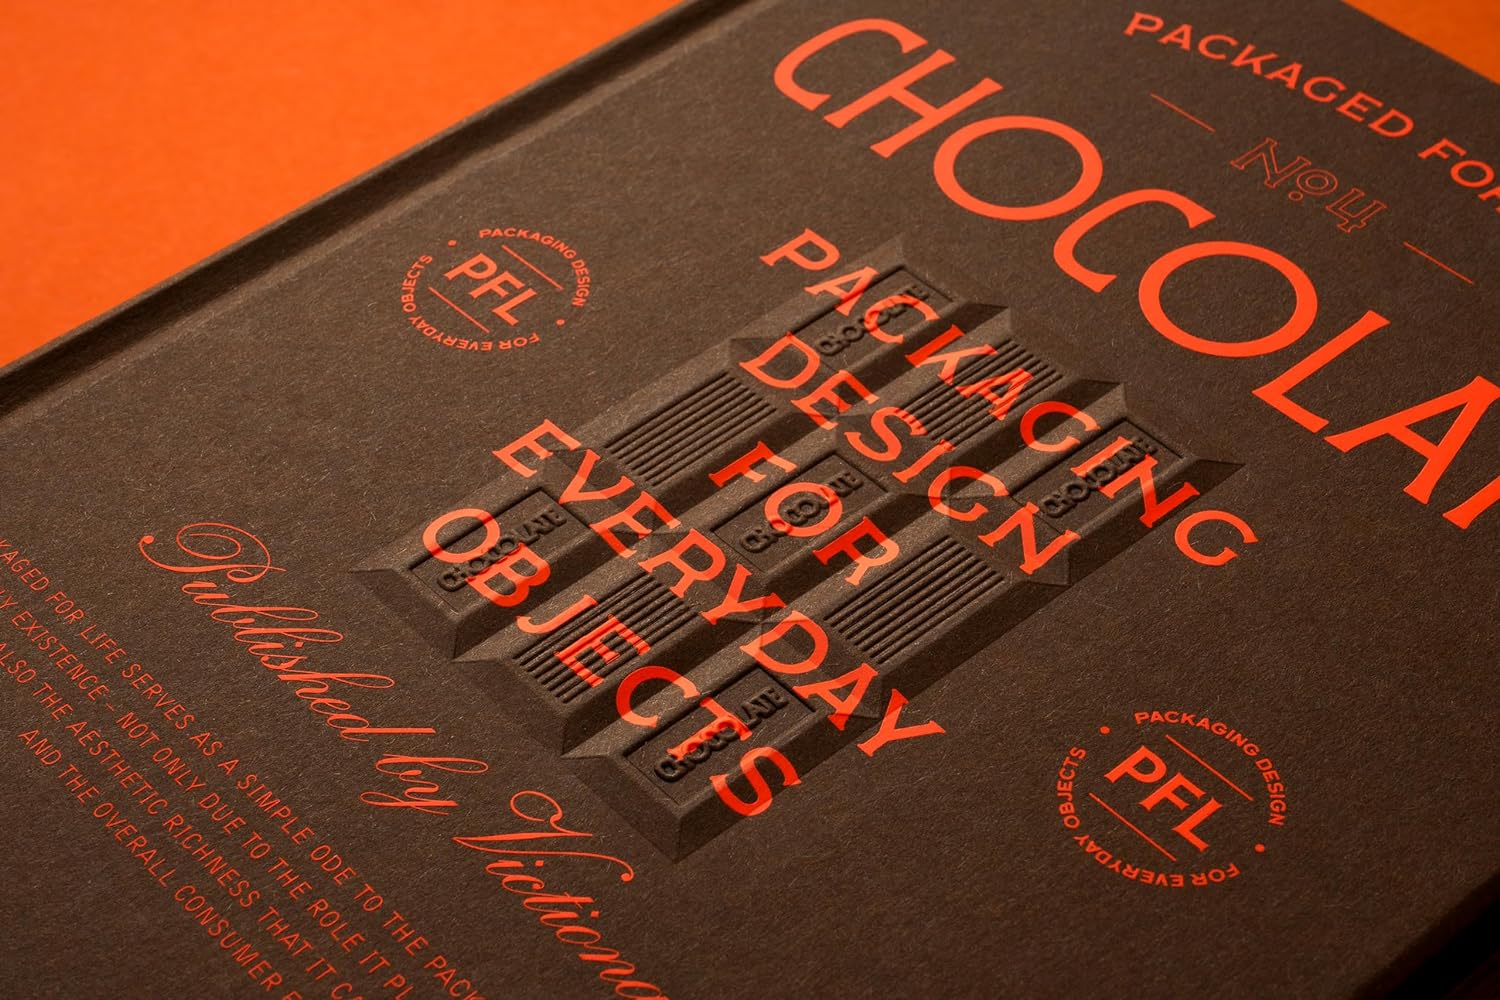 PACKAGED FOR
No4
CHOCOLA
PACKAGING DESIGN
PFL
FOR EVERYDAY OBJECTS
PACKAGING
DESIGN
FOR
EVERYDAY
OBJECTS
CHOCOLATE
CHOCOLATE
CHOCOLATE
CHOCOLATE
CHOCOLATE
PACKAGING DESIGN
PFL
FOR EVERYDAY OBJECTS
Published by Victiona
KAGED FOR LIFE SERVES AS A SIMPLE ODE TO THE PACK
Y EXISTENCE – NOT ONLY DUE TO THE ROLE IT PL
ALSO THE AESTHETIC RICHNESS THAT IT CA
AND THE OVERALL CONSUMER E